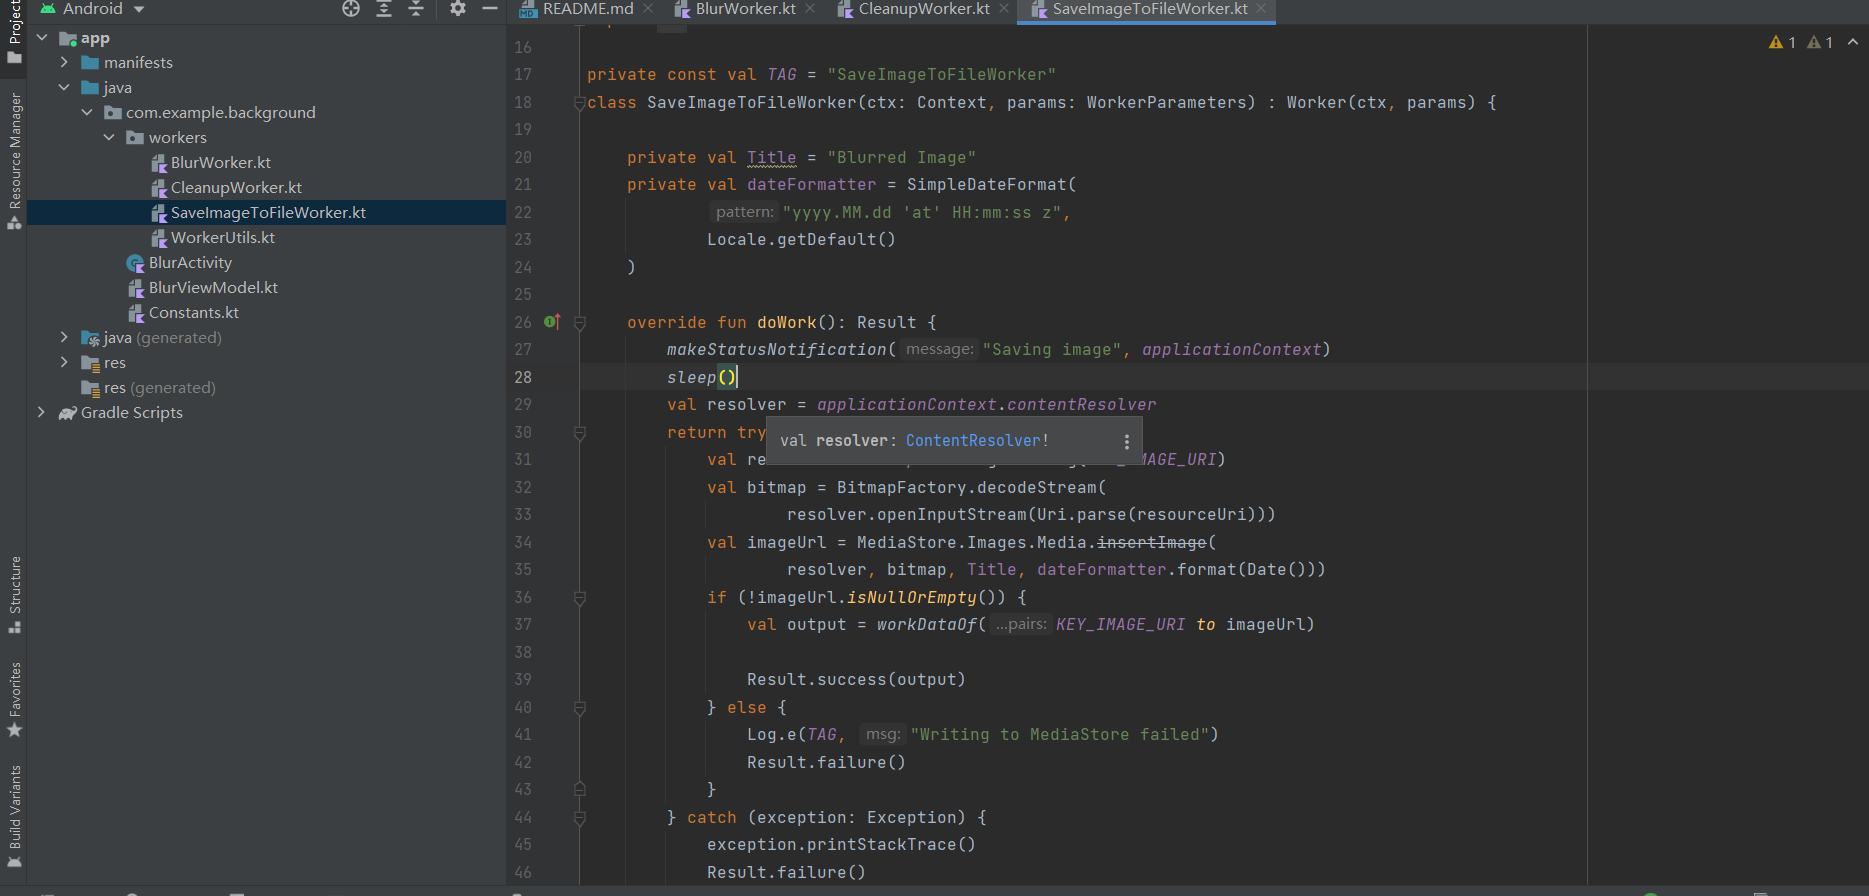 Android
README.md
BlurWorker.kt
CleanupWorker.kt
SaveImageToFileWorker.kt
Project
Resource Manager
Structure
Favorites
Build Variants
app
manifests
java
com.example.background
workers
BlurWorker.kt
CleanupWorker.kt
SaveImageToFileWorker.kt
WorkerUtils.kt
BlurActivity
BlurViewModel.kt
Constants.kt
java (generated)
res
res (generated)
Gradle Scripts
1 1
16
17 private const val TAG = "SaveImageToFileWorker"
18 class SaveImageToFileWorker(ctx: Context, params: WorkerParameters) : Worker(ctx, params) {
19
20 private val Title = "Blurred Image"
21 private val dateFormatter = SimpleDateFormat(
22 pattern: "yyyy.MM.dd 'at' HH:mm:ss z",
23 Locale.getDefault()
24 )
25
26 override fun doWork(): Result {
27 makeStatusNotification( message: "Saving image", applicationContext)
28 sleep()
29 val resolver = applicationContext.contentResolver
30 return try
val resolver: ContentResolver!
31 val re MAGE_URI)
32 val bitmap = BitmapFactory.decodeStream(
33 resolver.openInputStream(Uri.parse(resourceUri)))
34 val imageUrl = MediaStore.Images.Media.insertImage(
35 resolver, bitmap, Title, dateFormatter.format(Date()))
36 if (!imageUrl.isNullOrEmpty()) {
37 val output = workDataOf( ...pairs: KEY_IMAGE_URI to imageUrl)
38
39 Result.success(output)
40 } else {
41 Log.e(TAG, msg: "Writing to MediaStore failed")
42 Result.failure()
43 }
44 } catch (exception: Exception) {
45 exception.printStackTrace()
46 Result.failure()